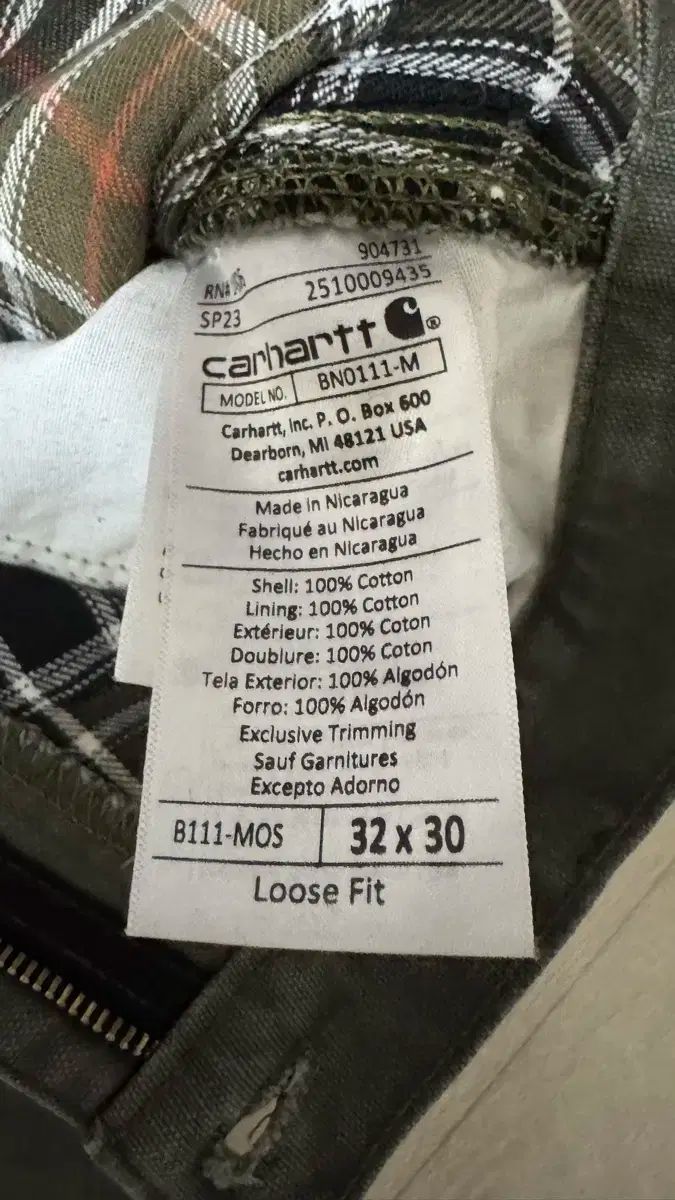 904731
RN#
2510009435
SP23
carhartt ®
MODEL NO. BN0111-M
Carhartt, Inc. P. O. Box 600
Dearborn, MI 48121 USA
carhartt.com
Made in Nicaragua
Fabriqué au Nicaragua
Hecho en Nicaragua
Shell: 100% Cotton
Lining: 100% Cotton
Extérieur: 100% Coton
Doublure: 100% Coton
Tela Exterior: 100% Algodón
Forro: 100% Algodón
Exclusive Trimming
Sauf Garnitures
Excepto Adorno
B111-MOS 32 x 30
Loose Fit